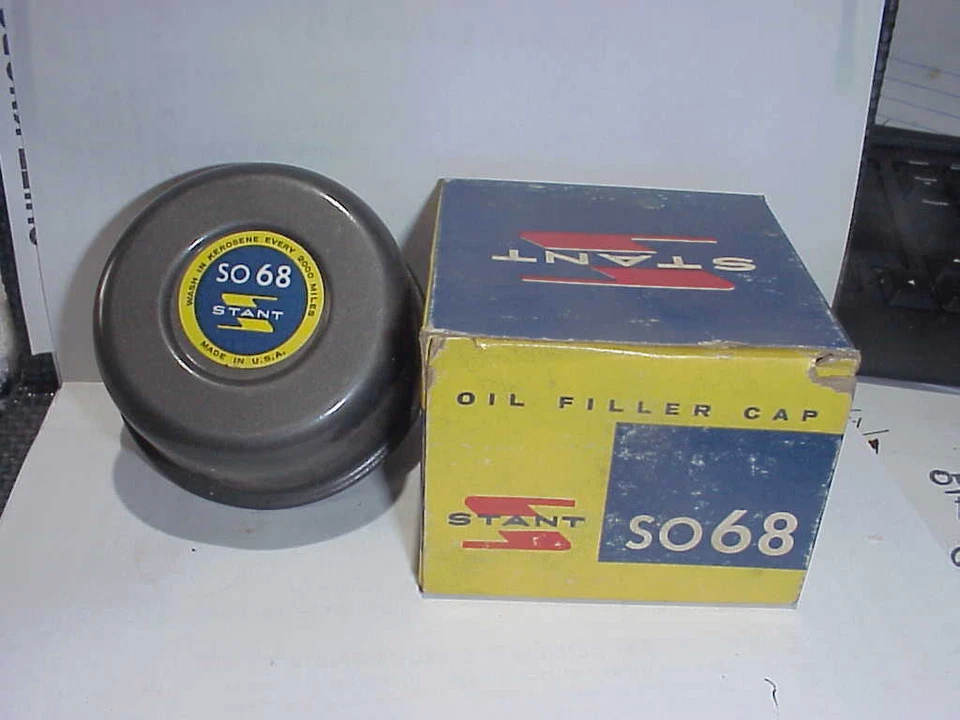 WASH IN KEROSENE EVERY 2000 MILES
SO 68
STANT
MADE IN U.S.A.
STANT
OIL FILLER CAP
STANT
SO68